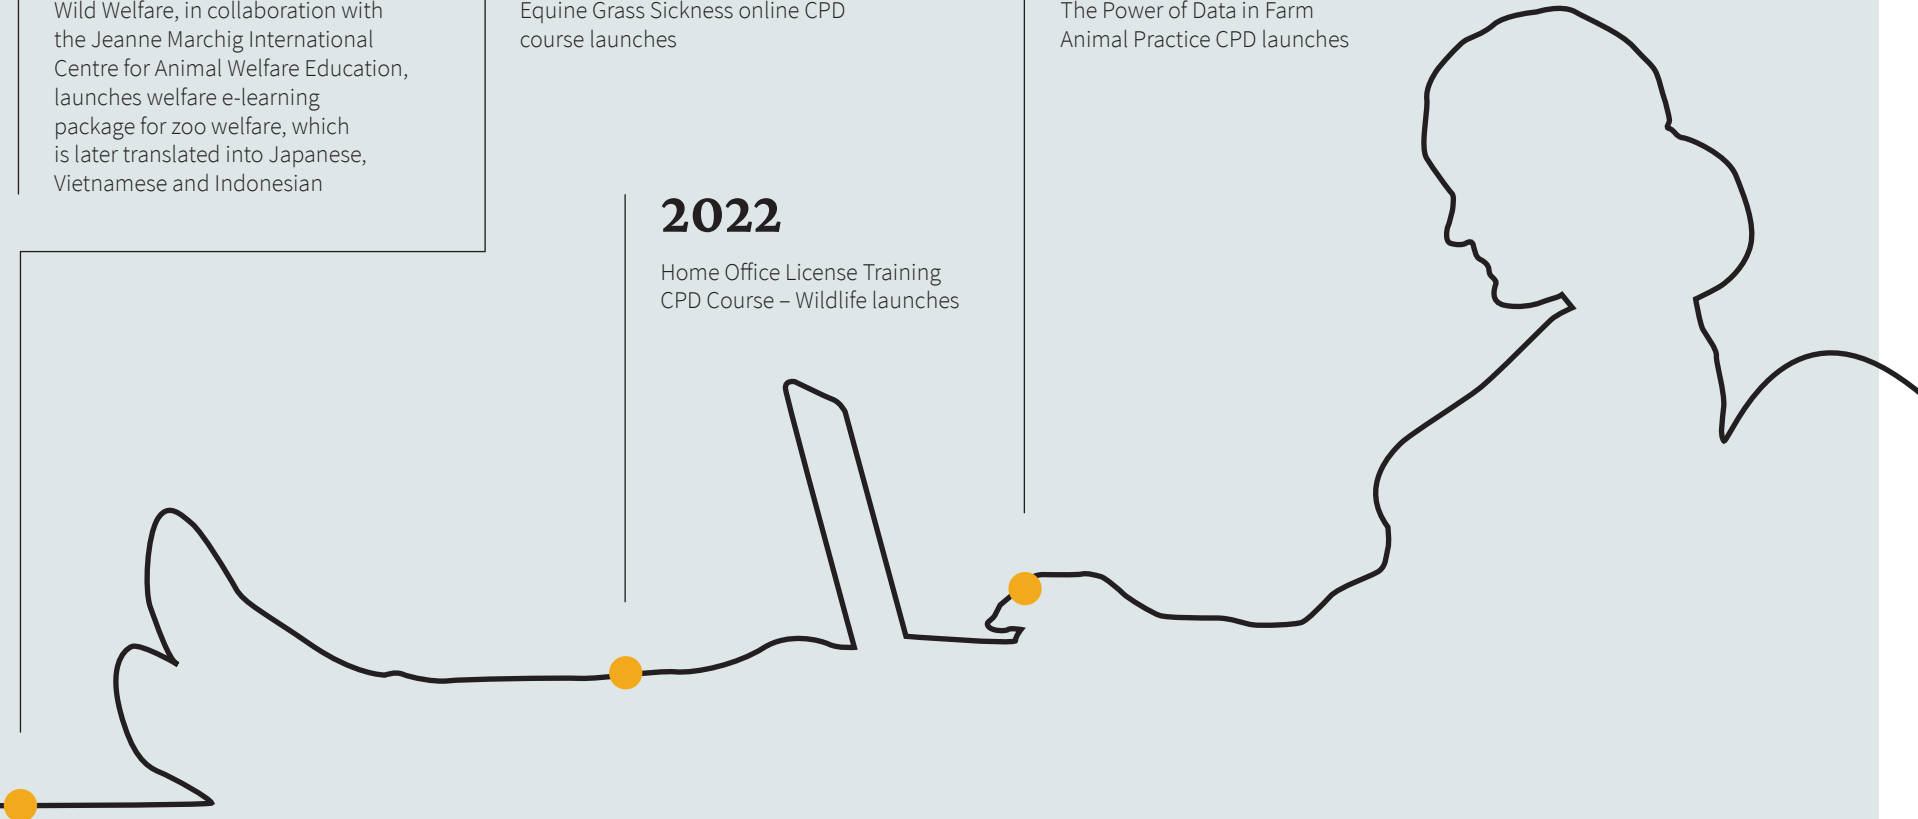 Wild Welfare, in collaboration with
the Jeanne Marchig International
Centre for Animal Welfare Education,
launches welfare e-learning
package for zoo welfare, which
is later translated into Japanese,
Vietnamese and Indonesian
Equine Grass Sickness online CPD
course launches
2022
Home Office License Training
CPD Course – Wildlife launches
The Power of Data in Farm
Animal Practice CPD launches